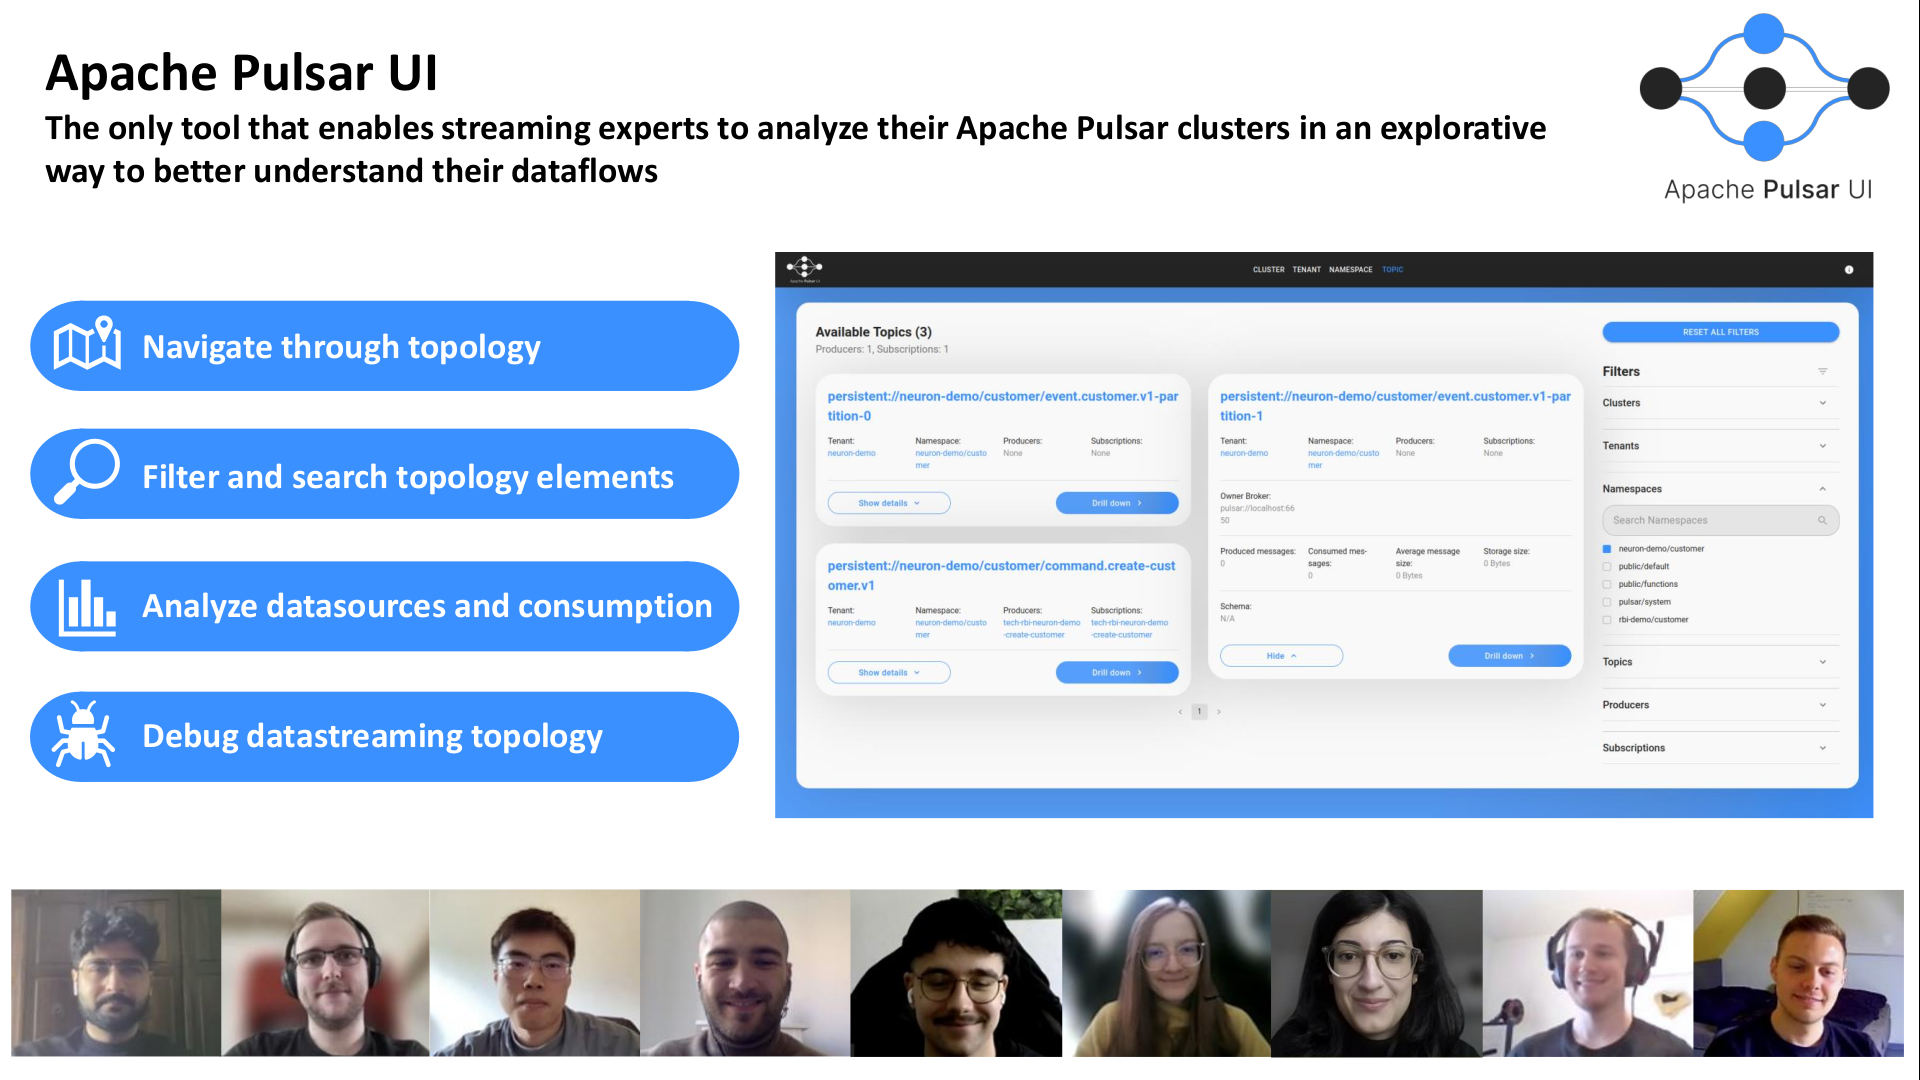 Apache Pulsar UI
The only tool that enables streaming experts to analyze their Apache Pulsar clusters in an explorative
way to better understand their dataflows
Apache Pulsar UI
Navigate through topology
Filter and search topology elements
Analyze datasources and consumption
Debug datastreaming topology
Apache Pulsar UI
CLUSTER TENANT NAMESPACE TOPIC
Available Topics (3)
Producers: 1, Subscriptions: 1
persistent://neuron-demo/customer/event.customer.v1-par
tition-0
Tenant: Namespace: Producers: Subscriptions:
neuron-demo neuron-demo/custo None None
mer
Show details Drill down
persistent://neuron-demo/customer/command.create-cust
omer.v1
Tenant: Namespace: Producers: Subscriptions:
neuron-demo neuron-demo/custo tech-rbi-neuron-demo tech-rbi-neuron-demo
mer -create-customer -create-customer
Show details Drill down
persistent://neuron-demo/customer/event.customer.v1-par
tition-1
Tenant: Namespace: Producers: Subscriptions:
neuron-demo neuron-demo/custo None None
mer
Owner Broker:
pulsar://localhost:66
50
Produced messages: Consumed mes- Average message Storage size:
0 sages: size: 0 Bytes
0 0 Bytes
Schema:
N/A
Hide Drill down
1
RESET ALL FILTERS
Filters
Clusters
Tenants
Namespaces
Search Namespaces
neuron-demo/customer
public/default
public/functions
pulsar/system
rbi-demo/customer
Topics
Producers
Subscriptions